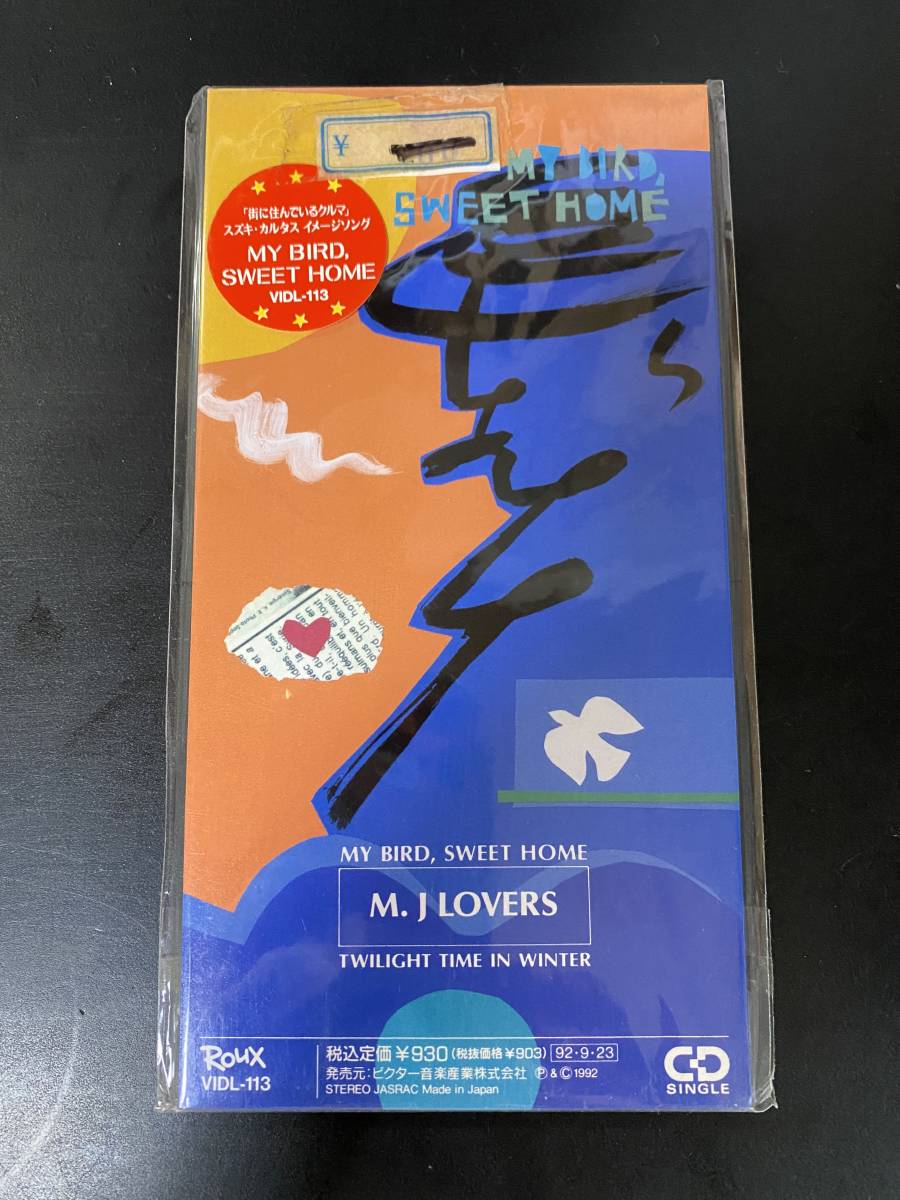 ¥
MY BIRD,
SWEET HOME
「街に住んでいるクルマ」
スズキ・カルタス イメージソング
MY BIRD,
SWEET HOME
VIDL-113
MY BIRD, SWEET HOME
M. J LOVERS
TWILIGHT TIME IN WINTER
Roux
VIDL-113
税込定価¥930(税抜価格¥903) 92・9・23
発売元:ビクター音楽産業株式会社 Ⓟ & Ⓒ 1992
STEREO JASRAC Made in Japan
CD
SINGLE